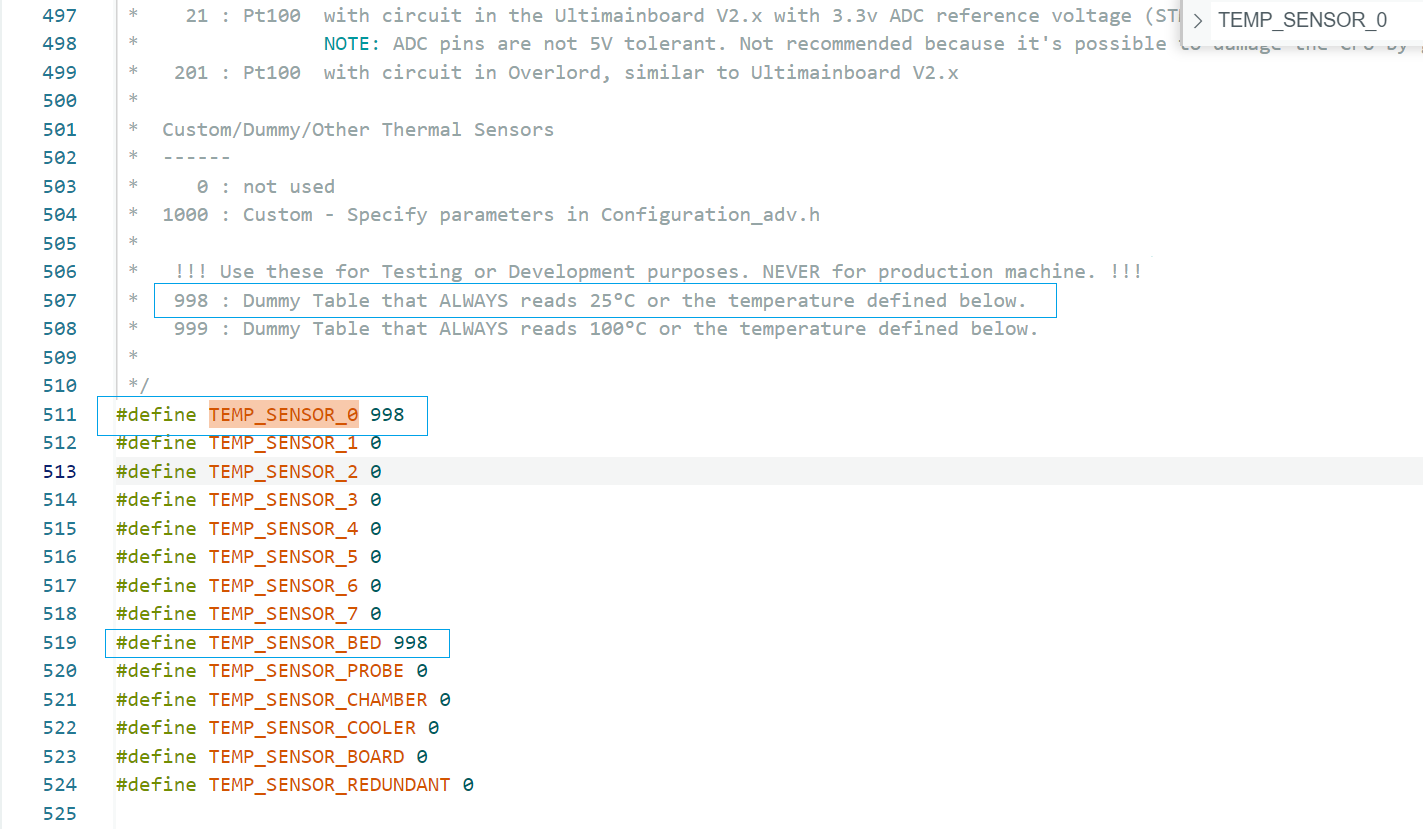 497 * 21 : Pt100 with circuit in the Ultimainboard V2.x with 3.3v ADC reference voltage
TEMP_SENSOR_0
498 * NOTE: ADC pins are not 5V tolerant. Not recommended because it's possible to damage the CPU by
499 * 201 : Pt100 with circuit in Overlord, similar to Ultimainboard V2.x
500 *
501 * Custom/Dummy/Other Thermal Sensors
502 * ------
503 * 0 : not used
504 * 1000 : Custom - Specify parameters in Configuration_adv.h
505 *
506 * !!! Use these for Testing or Development purposes. NEVER for production machine. !!!
507 * 998 : Dummy Table that ALWAYS reads 25°C or the temperature defined below.
508 * 999 : Dummy Table that ALWAYS reads 100°C or the temperature defined below.
509 *
510 */
511 #define TEMP_SENSOR_0 998
512 #define TEMP_SENSOR_1 0
513 #define TEMP_SENSOR_2 0
514 #define TEMP_SENSOR_3 0
515 #define TEMP_SENSOR_4 0
516 #define TEMP_SENSOR_5 0
517 #define TEMP_SENSOR_6 0
518 #define TEMP_SENSOR_7 0
519 #define TEMP_SENSOR_BED 998
520 #define TEMP_SENSOR_PROBE 0
521 #define TEMP_SENSOR_CHAMBER 0
522 #define TEMP_SENSOR_COOLER 0
523 #define TEMP_SENSOR_BOARD 0
524 #define TEMP_SENSOR_REDUNDANT 0
525